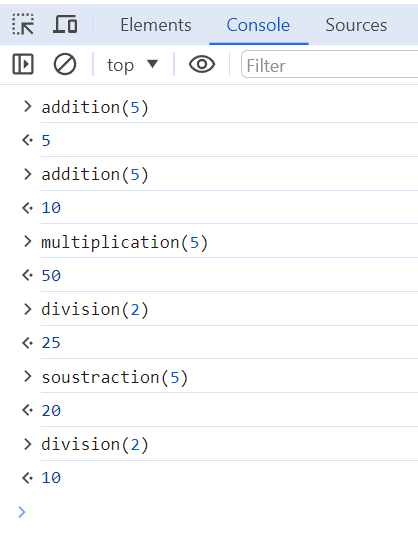 Elements Console Sources
top Filter
addition(5)
5
addition(5)
10
multiplication(5)
50
division(2)
25
soustraction(5)
20
division(2)
10